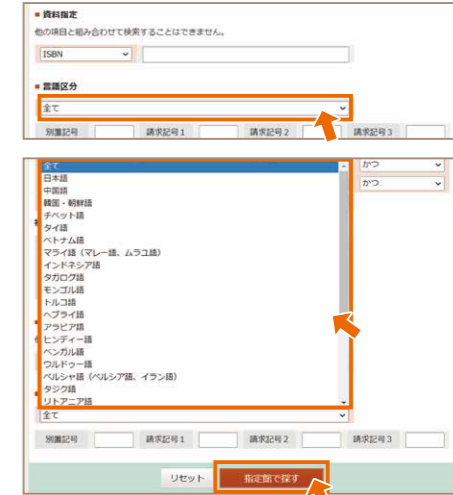 ■ 資料指定
他の項目と組み合わせて検索することはできません。
ISBN
■ 言語区分
全て
別置記号 請求記号1 請求記号2 請求記号3
全て かつ
日本語 かつ
中国語
韓国・朝鮮語
チベット語
タイ語
ベトナム語
マライ語（マレー語、ムラユ語）
インドネシア語
タガログ語
モンゴル語
トルコ語
ヘブライ語
アラビア語
ヒンディー語
ベンガル語
ウルドゥー語
ペルシャ語（ペルシア語、イラン語）
タジク語
リトアニア語
全て
別置記号 請求記号1 請求記号2 請求記号3
リセット 指定館で探す